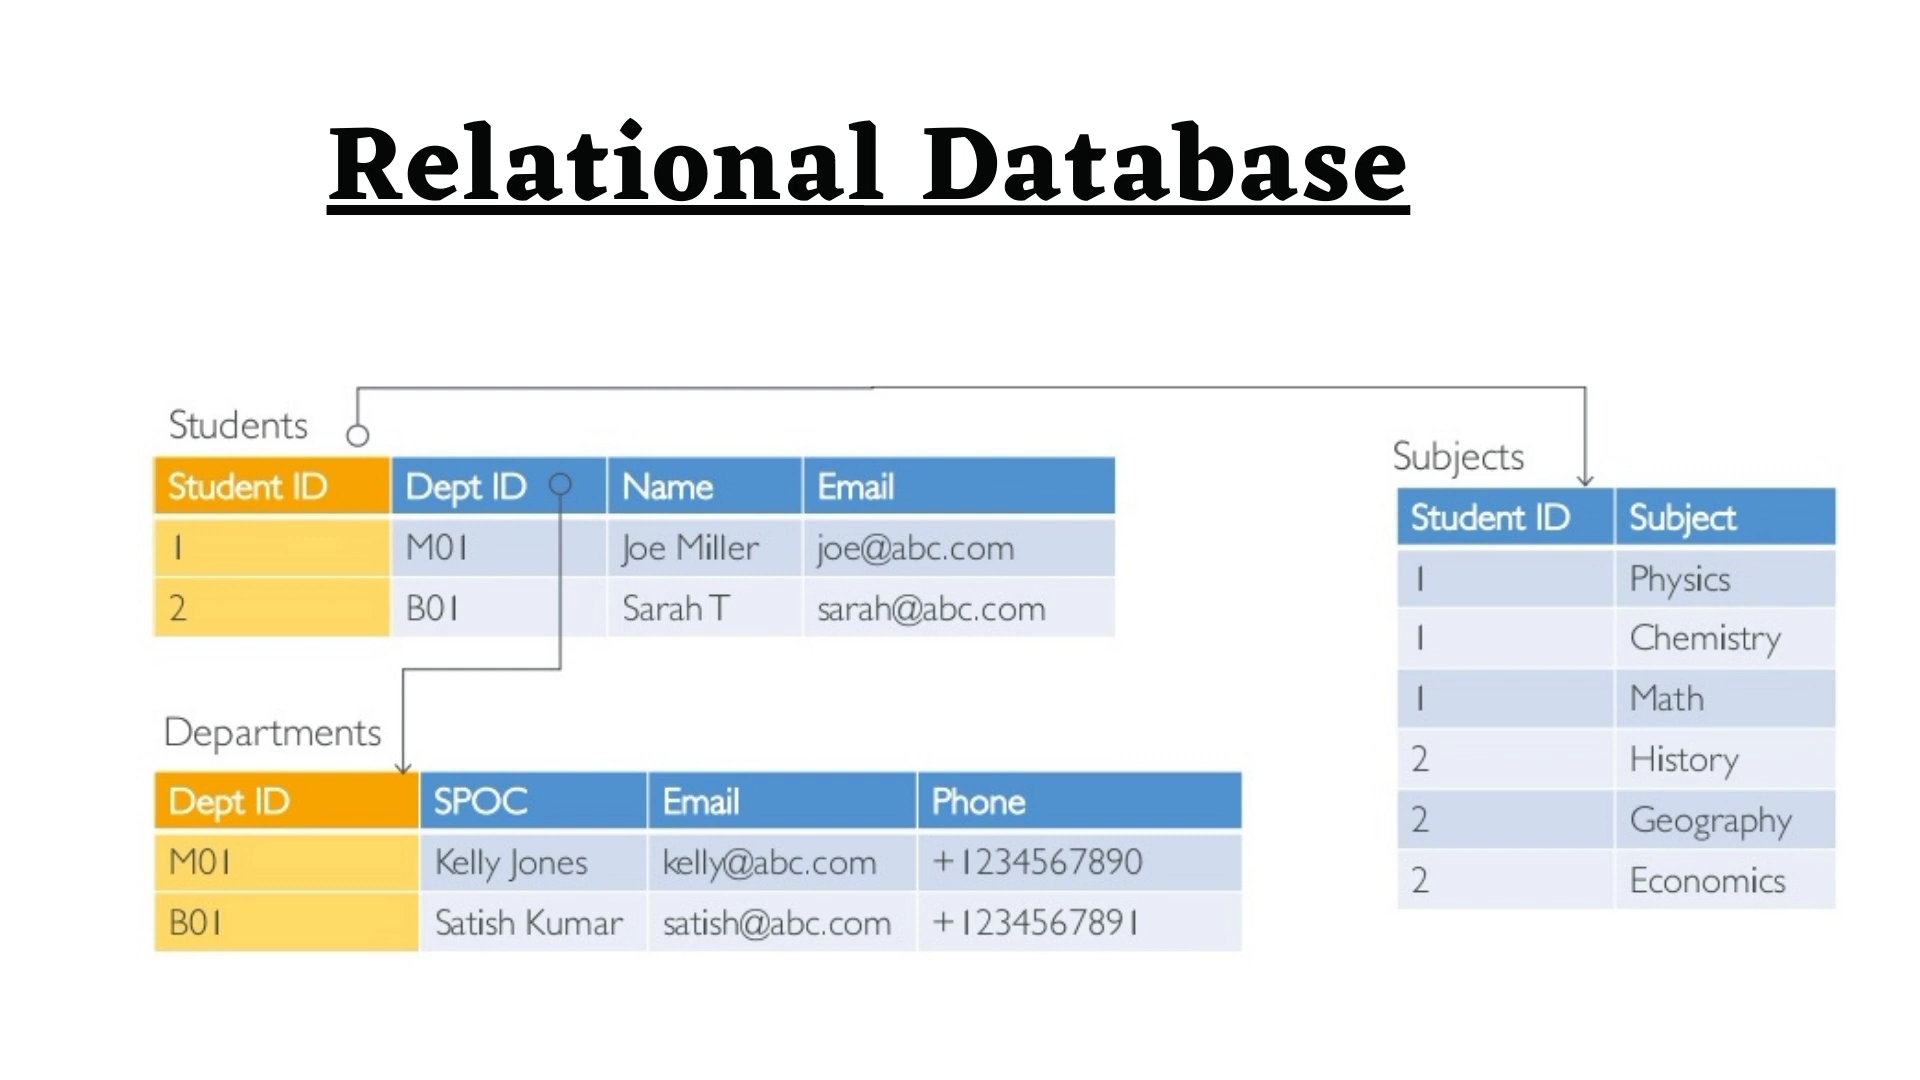 Relational Database
Students
Student ID Dept ID Name Email
1 M01 Joe Miller joe@abc.com
2 B01 Sarah T sarah@abc.com
Departments
Dept ID SPOC Email Phone
M01 Kelly Jones kelly@abc.com +1234567890
B01 Satish Kumar satish@abc.com +1234567891
Subjects
Student ID Subject
1 Physics
1 Chemistry
1 Math
2 History
2 Geography
2 Economics